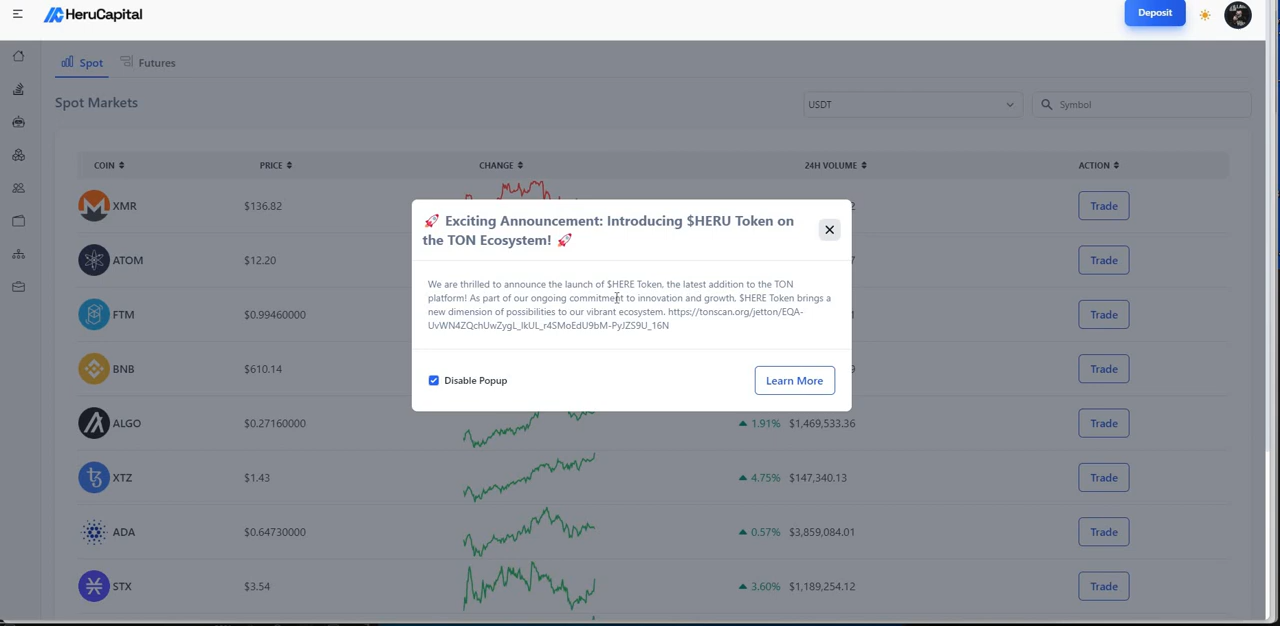 HeruCapital
Deposit
Spot Futures
Spot Markets
USDT
Symbol
COIN PRICE CHANGE 24H VOLUME ACTION
XMR $136.82 2 Trade
🚀 Exciting Announcement: Introducing $HERU Token on
the TON Ecosystem! 🚀
ATOM $12.20 7 Trade
We are thrilled to announce the launch of $HERE Token, the latest addition to the TON
platform! As part of our ongoing commitment to innovation and growth, $HERE Token brings a
new dimension of possibilities to our vibrant ecosystem. https://tonscan.org/jetton/EQA-
UvWN4ZQchUwZygL_IkUL_r4SMoEdU9bM-PyJZS9U_16N
FTM $0.99460000 Trade
BNB $610.14 9 Trade
Disable Popup Learn More
ALGO $0.27160000 1.91% $1,469,533.36 Trade
XTZ $1.43 4.75% $147,340.13 Trade
ADA $0.64730000 0.57% $3,859,084.01 Trade
STX $3.54 3.60% $1,189,254.12 Trade